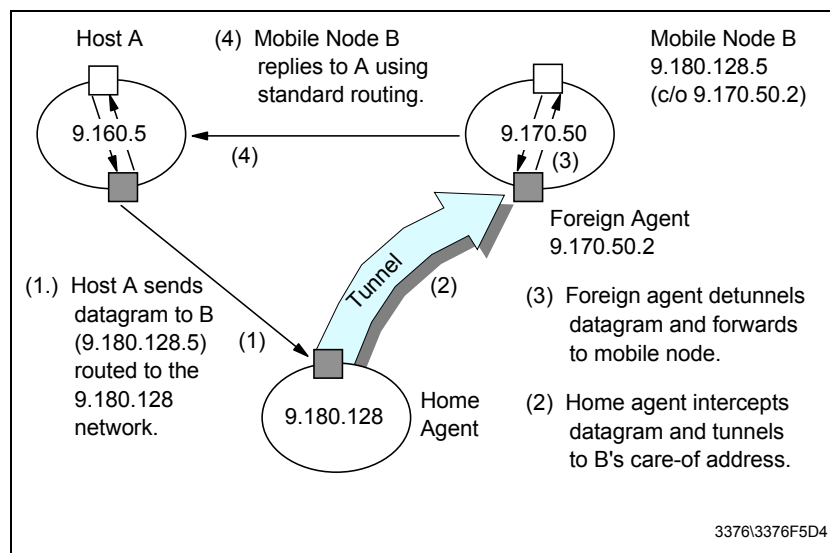 Host A
(4) Mobile Node B
replies to A using
standard routing.
Mobile Node B
9.180.128.5
(c/o 9.170.50.2)
9.160.5
9.170.50
(4)
(3)
Foreign Agent
9.170.50.2
Tunnel
(2)
(1.) Host A sends
datagram to B
(9.180.128.5)
routed to the
9.180.128
network.
(1)
(3) Foreign agent detunnels
datagram and forwards
to mobile node.
9.180.128
Home
Agent
(2) Home agent intercepts
datagram and tunnels
to B's care-of address.
3376\3376F5D4